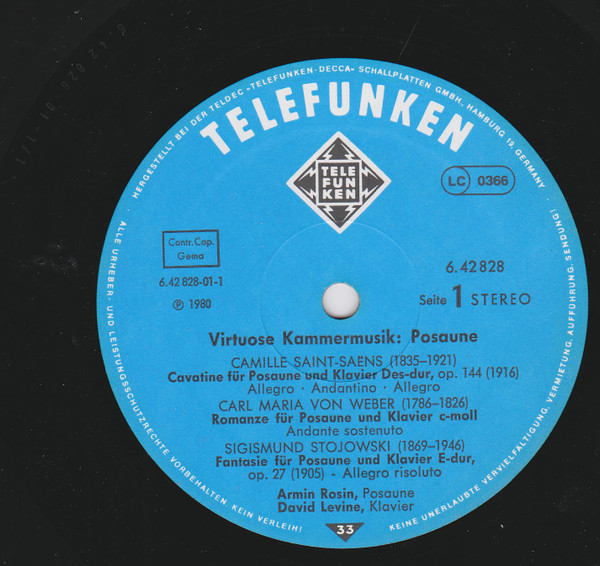 HERGESTELLT BEI DER TELDEC »TELEFUNKEN-DECCA« SCHALLPLATTEN GMBH., HAMBURG 19, GERMANY
TELEFUNKEN
TELE
FUN
KEN
LC 0366
Contr. Cop.
Gema
6.42 828-01-1
℗ 1980
6.42828
Seite 1 STEREO
Virtuose Kammermusik: Posaune
CAMILLE SAINT-SAENS (1835–1921)
Cavatine für Posaune und Klavier Des-dur, op. 144 (1916)
Allegro · Andantino · Allegro
CARL MARIA VON WEBER (1786–1826)
Romanze für Posaune und Klavier c-moll
Andante sostenuto
SIGISMUND STOJOWSKI (1869–1946)
Fantasie für Posaune und Klavier E-dur,
op. 27 (1905) - Allegro risoluto
Armin Rosin, Posaune
David Levine, Klavier
33
ALLE URHEBER- UND LEISTUNGSSCHUTZRECHTE VORBEHALTEN. KEIN VERLEIH! KEINE UNERLAUBTE VERVIELFÄLTIGUNG, VERMIETUNG, AUFFÜHRUNG, SENDUNG!